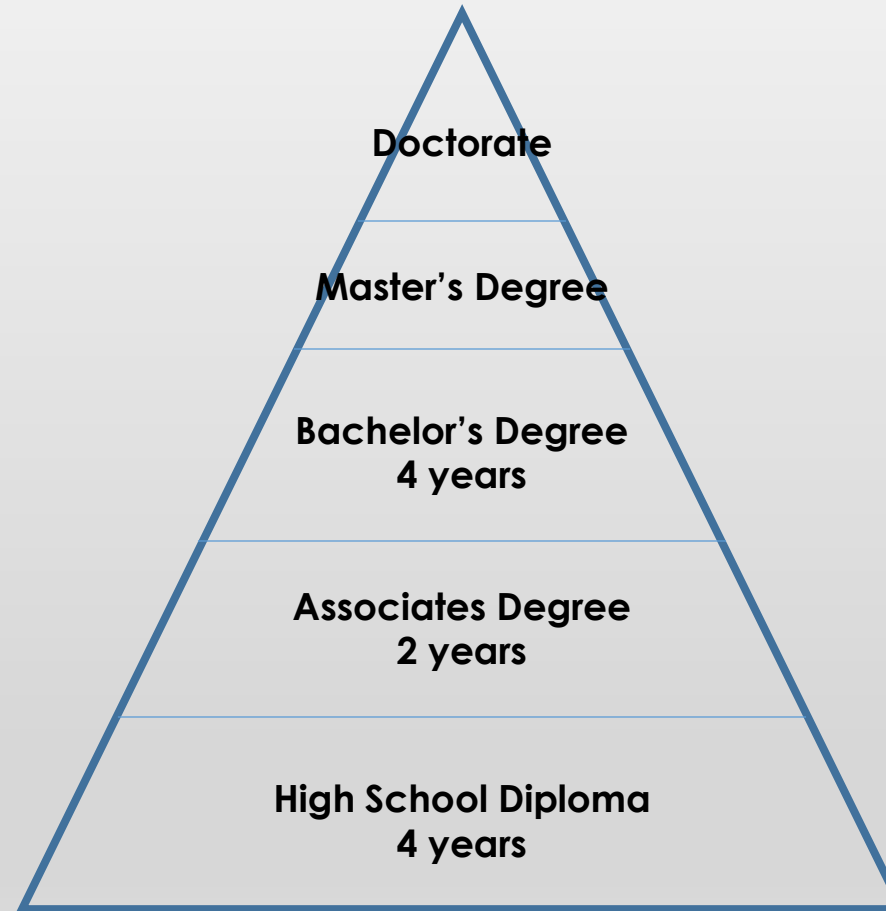 Doctorate
Master’s Degree
Bachelor’s Degree
4 years
Associates Degree
2 years
High School Diploma
4 years